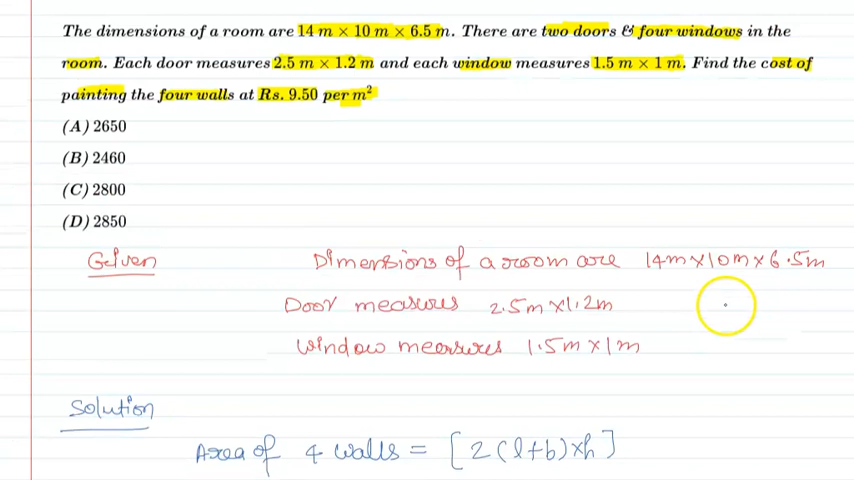 The dimensions of a room are 14 m × 10 m × 6.5 m. There are two doors & four windows in the
room. Each door measures 2.5 m × 1.2 m and each window measures 1.5 m × 1 m. Find the cost of
painting the four walls at Rs. 9.50 per m²
(A) 2650
(B) 2460
(C) 2800
(D) 2850
Given Dimensions of a room are 14m×10m×6.5m
Door measures 2.5m×1.2m
Window measures 1.5m×1m
Solution
Area of 4 walls = [2(l+b)×h]